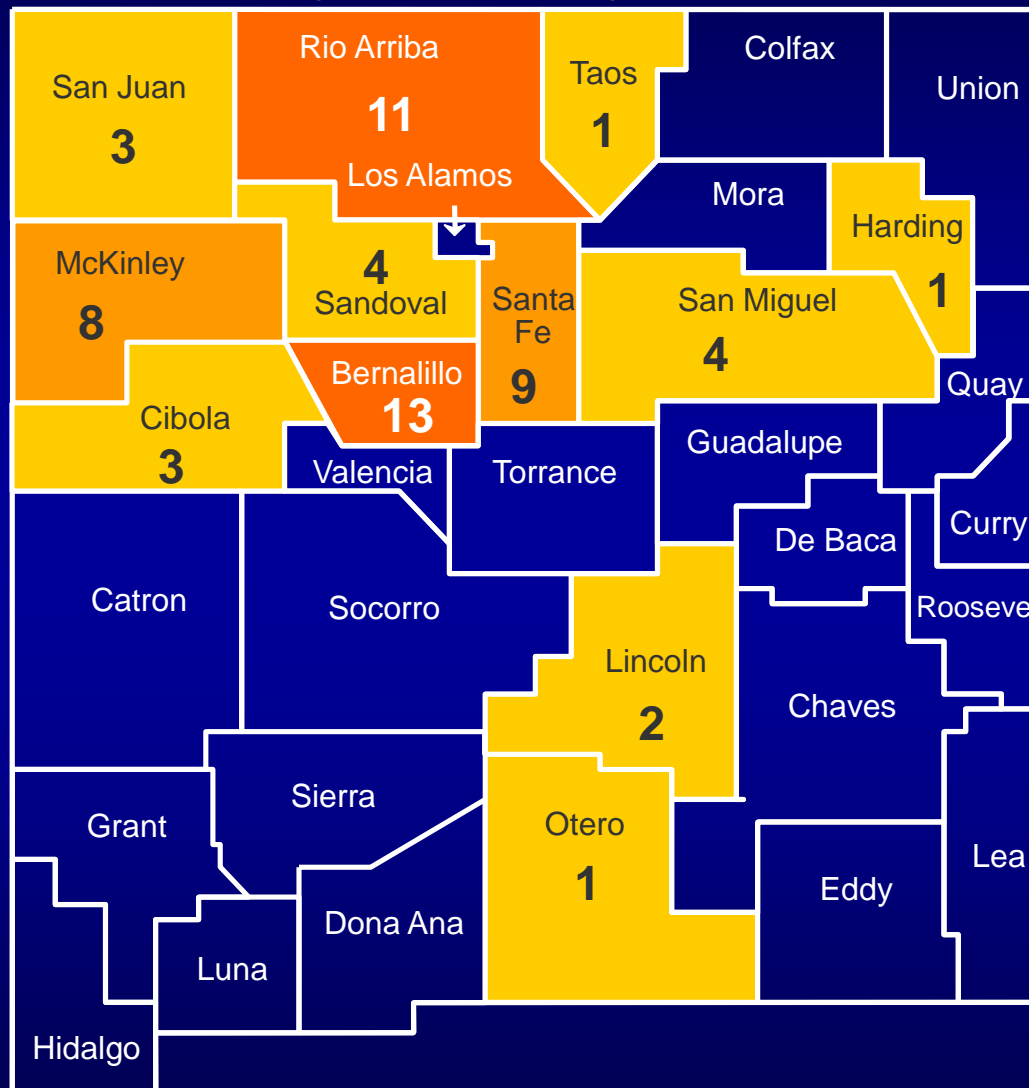 Rio Arriba
11
Colfax
Taos
1
San Juan
3
Union
Los Alamos
Mora
Harding
1
McKinley
8
4
Sandoval
Santa
Fe
9
San Miguel
4
Bernalillo
13
Quay
Cibola
3
Guadalupe
Valencia
Torrance
Curry
De Baca
Catron
Socorro
Rooseve
Lincoln
2
Chaves
Sierra
Grant
Otero
1
Lea
Eddy
Dona Ana
Luna
Hidalgo